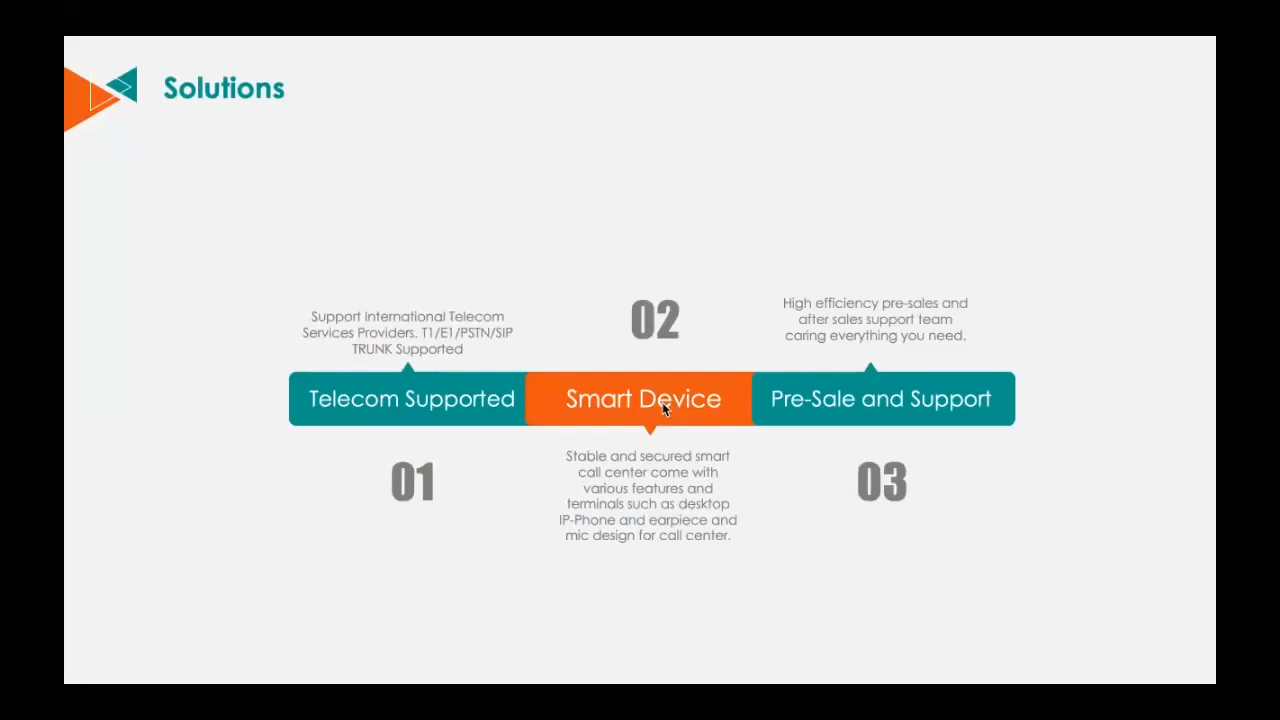 Solutions
Support International Telecom
Services Providers. T1/E1/PSTN/SIP
TRUNK Supported
Telecom Supported
01
02
Smart Device
Stable and secured smart
call center come with
various features and
terminals such as desktop
IP-Phone and earpiece and
mic design for call center.
High efficiency pre-sales and
after sales support team
caring everything you need.
Pre-Sale and Support
03